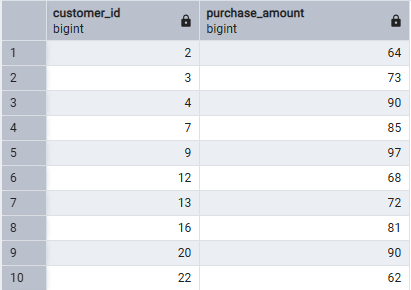 customer_id purchase_amount
bigint bigint
1 2 64
2 3 73
3 4 90
4 7 85
5 9 97
6 12 68
7 13 72
8 16 81
9 20 90
10 22 62